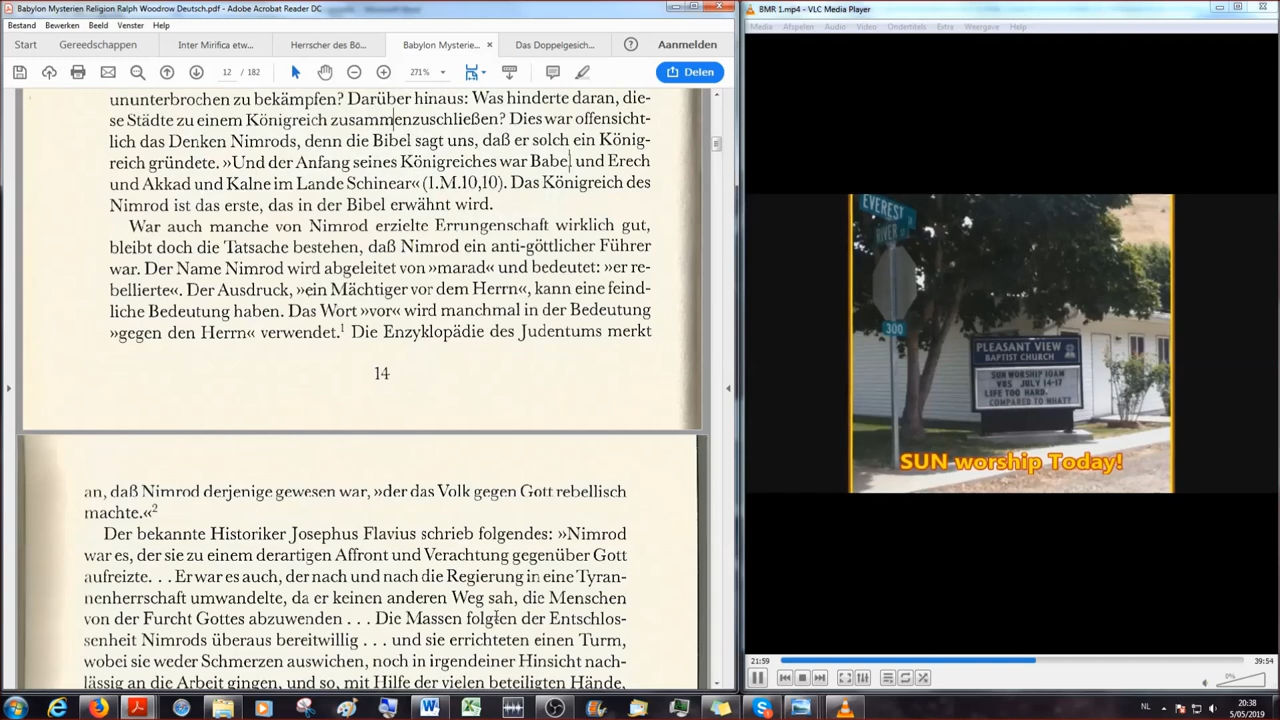 Babylon Mysterien Religion Ralph Woodrow Deutsch.pdf - Adobe Acrobat Reader DC
Bestand Bewerken Beeld Venster Help
Start Gereedschappen Inter Mirifica etw... Herrscher des Bö... Babylon Mysterie... × Das Doppelgesich... Aanmelden
12 / 182 271% Delen
ununterbrochen zu bekämpfen? Darüber hinaus: Was hinderte daran, die-
se Städte zu einem Königreich zusammenzuschließen? Dies war offensicht-
lich das Denken Nimrods, denn die Bibel sagt uns, daß er solch ein König-
reich gründete. »Und der Anfang seines Königreiches war Babel und Erech
und Akkad und Kalne im Lande Schinear« (1.M.10,10). Das Königreich des
Nimrod ist das erste, das in der Bibel erwähnt wird.
War auch manche von Nimrod erzielte Errungenschaft wirklich gut,
bleibt doch die Tatsache bestehen, daß Nimrod ein anti-göttlicher Führer
war. Der Name Nimrod wird abgeleitet von »marad« und bedeutet: »er re-
bellierte«. Der Ausdruck, »ein Mächtiger vor dem Herrn«, kann eine feind-
liche Bedeutung haben. Das Wort »vor« wird manchmal in der Bedeutung
»gegen den Herrn« verwendet.¹ Die Enzyklopädie des Judentums merkt
14
an, daß Nimrod derjenige gewesen war, »der das Volk gegen Gott rebellisch
machte.«²
Der bekannte Historiker Josephus Flavius schrieb folgendes: »Nimrod
war es, der sie zu einem derartigen Affront und Verachtung gegenüber Gott
aufreizte. . . Er war es auch, der nach und nach die Regierung in eine Tyran-
nenherrschaft umwandelte, da er keinen anderen Weg sah, die Menschen
von der Furcht Gottes abzuwenden . . . Die Massen folgten der Entschlos-
senheit Nimrods überaus bereitwillig . . . und sie errichteten einen Turm,
wobei sie weder Schmerzen auswichen, noch in irgendeiner Hinsicht nach-
lässig an die Arbeit gingen, und so, mit Hilfe der vielen beteiligten Hände,
BMR 1.mp4 - VLC Media Player
Media Afspelen Audio Video Ondertitels Extra Weergave Help
EVEREST
RIVER
300
PLEASANT VIEW
BAPTIST CHURCH
SUN WORSHIP 10AM
VBS JULY 14-17
LIFE TOO HARD.
COMPARED TO WHAT?
SUN worship Today!
21:59 39:54
0%
NL 20:38
5/05/2019